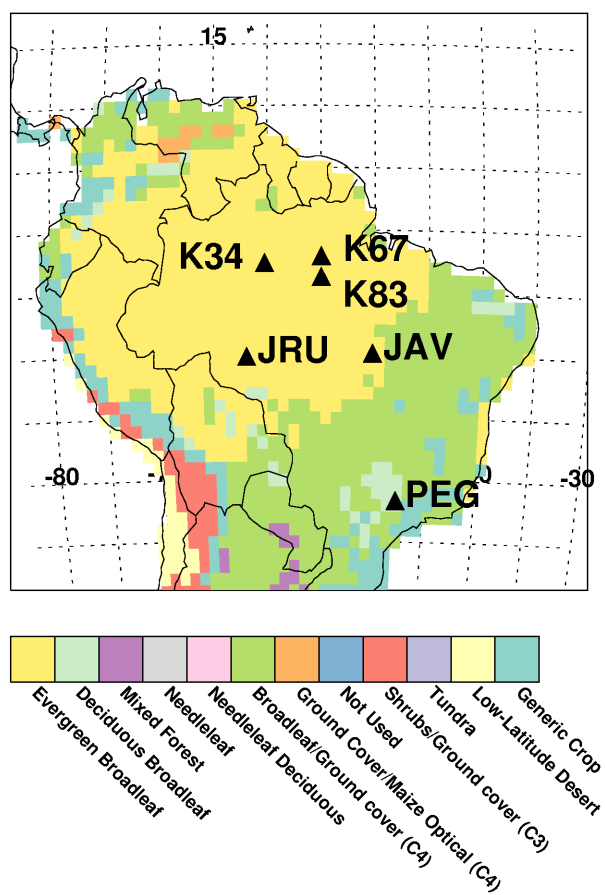 15
K34
K67
K83
JRU
JAV
-80
-30
PEG
Evergreen Broadleaf
Deciduous Broadleaf
Mixed Forest
Needleleaf
Needleleaf Deciduous
Broadleaf/Ground cover (C4)
Ground Cover/Maize Optical (C4)
Not Used
Shrubs/Ground cover (C3)
Tundra
Low-Latitude Desert
Generic Crop